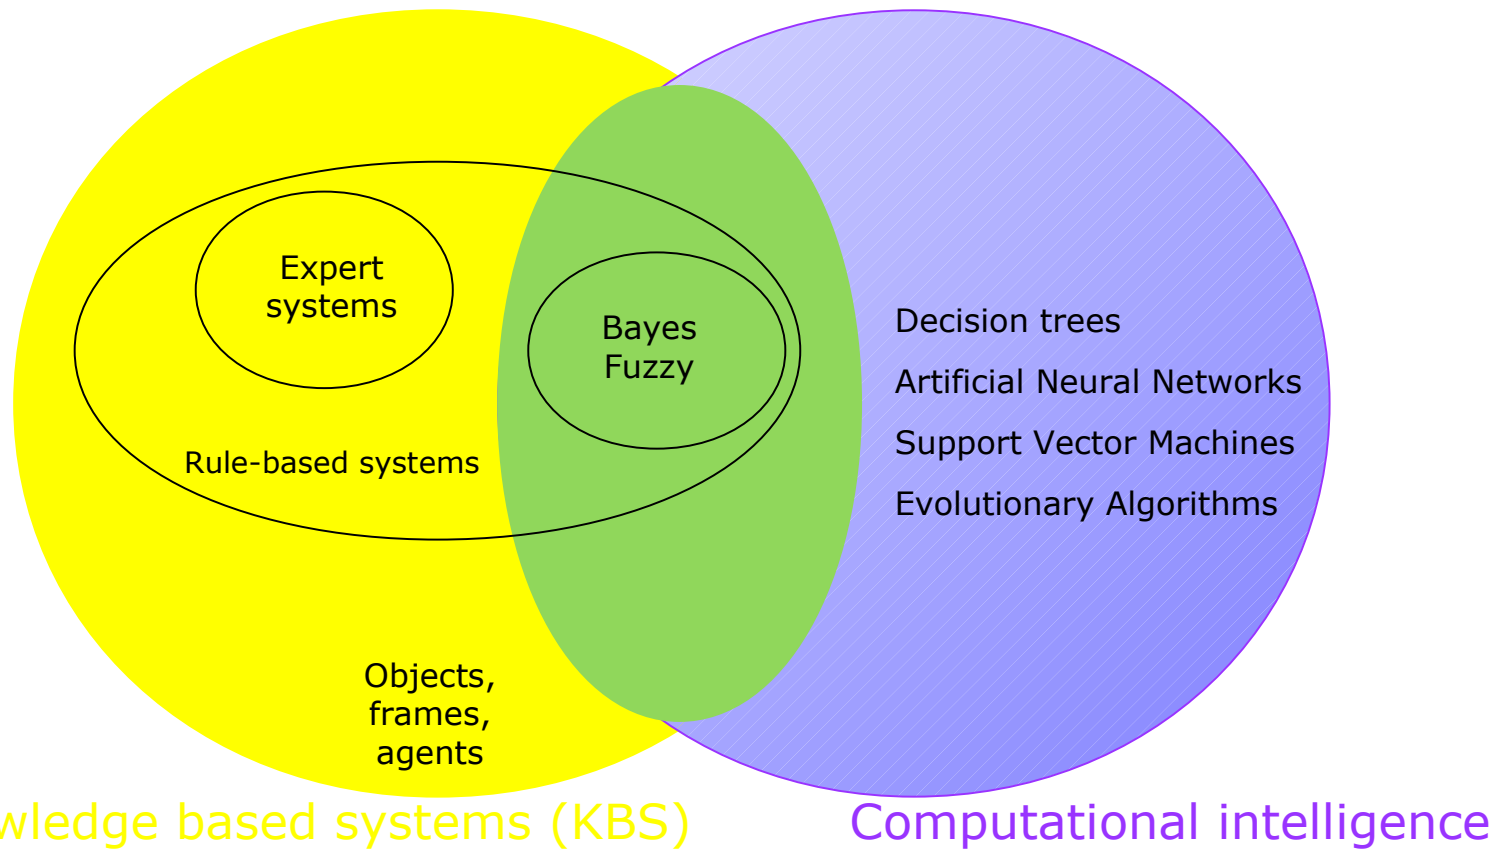 Expert
systems
Bayes
Fuzzy
Decision trees
Artificial Neural Networks
Support Vector Machines
Evolutionary Algorithms
Rule-based systems
Objects,
frames,
agents
wledge based systems (KBS)
Computational intelligence